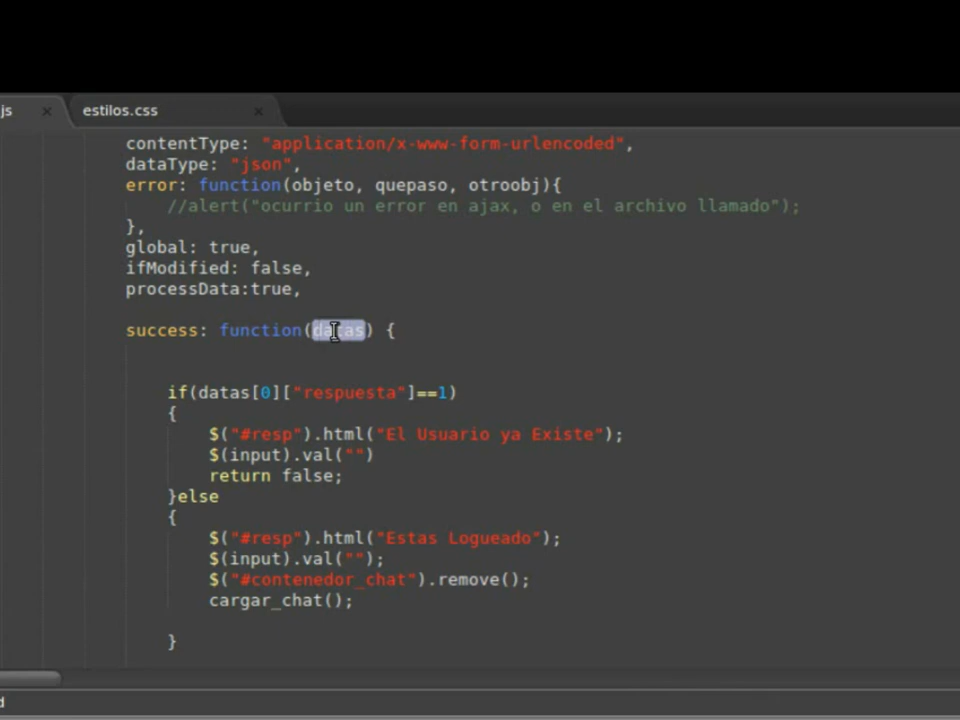 js × estilos.css ×
contentType: "application/x-www-form-urlencoded",
dataType: "json",
error: function(objeto, quepaso, otroobj){
//alert("ocurrio un error en ajax, o en el archivo llamado");
},
global: true,
ifModified: false,
processData:true,
success: function(datas) {
if(datas[0]["respuesta"]==1)
{
$("#resp").html("El Usuario ya Existe");
$(input).val("")
return false;
}else
{
$("#resp").html("Estas Logueado");
$(input).val("");
$("#contenedor_chat").remove();
cargar_chat();
}
d